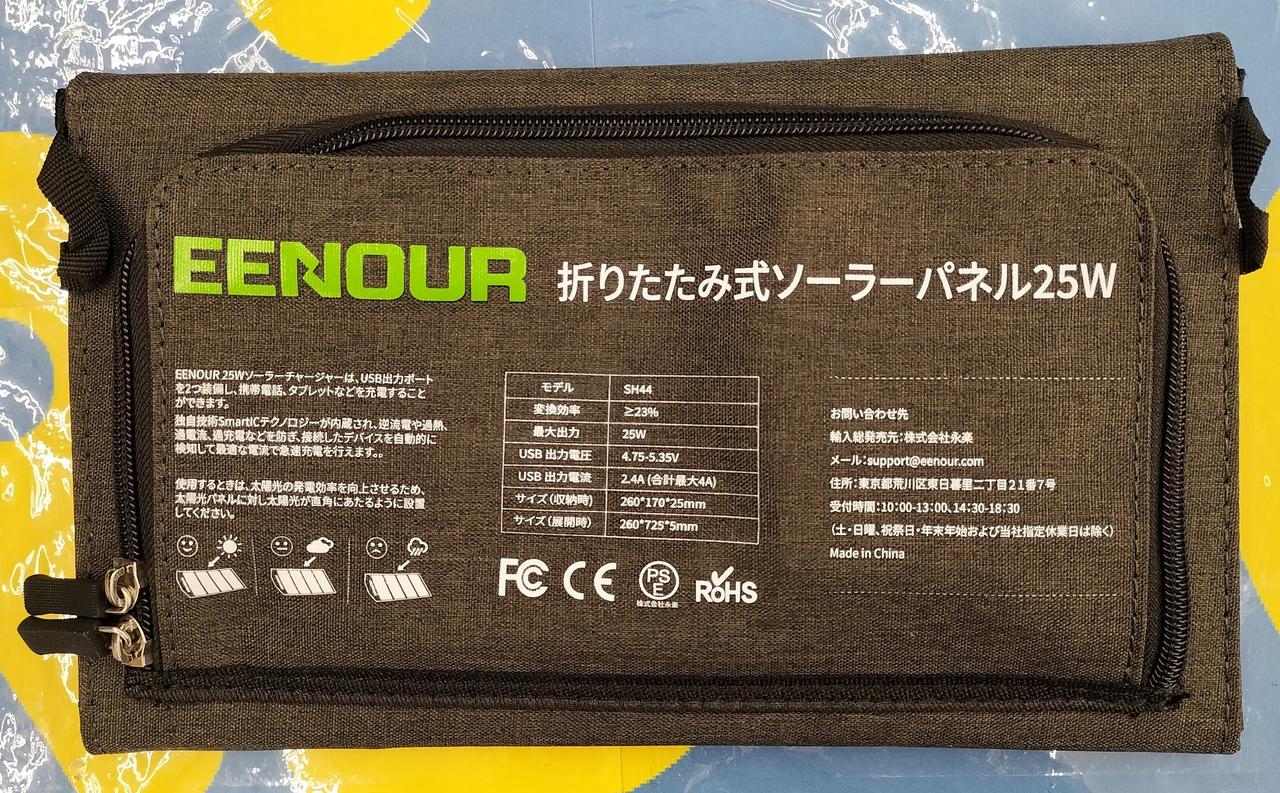 EENOUR
折りたたみ式ソーラーパネル25W
EENOUR 25Wソーラーチャージャーは、USB出力ポート
を2つ装備し、携帯電話、タブレットなどを充電すること
ができます。
独自技術SmartICテクノロジーが内蔵され、逆流電や過熱、
過電流、過充電などを防ぎ、接続したデバイスを自動的に
検知して最適な電流で急速充電を行えます。。
使用するときは、太陽光の発電効率を向上させるため、
太陽光パネルに対し太陽光が直角にあたるように設置
してください。
モデル SH44
変換効率 ≥23%
最大出力 25W
USB 出力電圧 4.75-5.35V
USB 出力電流 2.4A (合計最大4A)
サイズ（収納時） 260*170*25mm
サイズ（展開時） 260*725*5mm
FC CE PSE RoHS
株式会社永楽
お問い合わせ先
輸入総発売元：株式会社永楽
メール：support@eenour.com
住所：東京都荒川区東日暮里二丁目21番7号
受付時間：10：00-13：00、14：30-18：30
（土・日曜、祝祭日・年末年始および当社指定休業日は除く）
Made in China